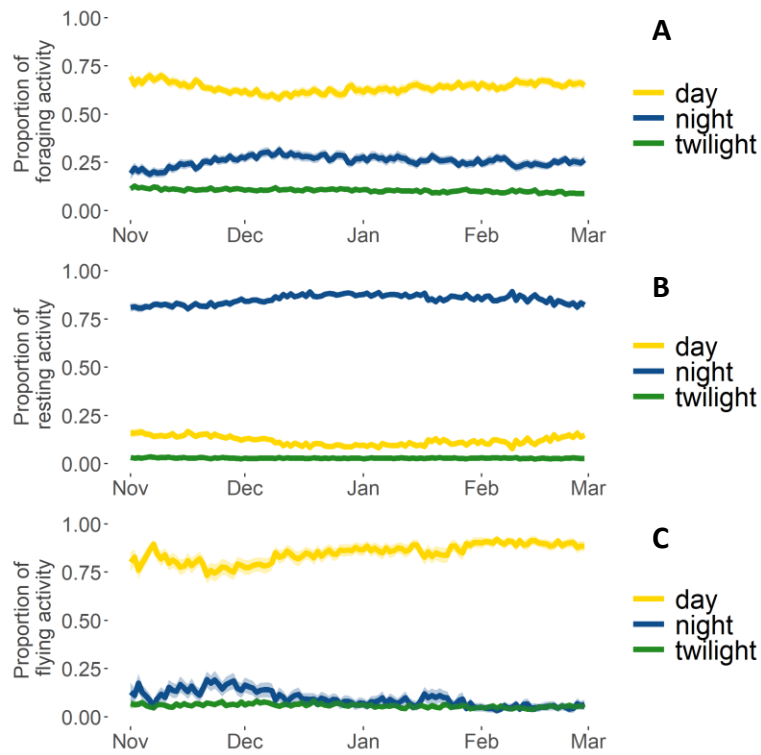 A
Proportion of
foraging activity
1.00
0.75
0.50
0.25
0.00
Nov Dec Jan Feb Mar
day
night
twilight
B
Proportion of
resting activity
1.00
0.75
0.50
0.25
0.00
Nov Dec Jan Feb Mar
day
night
twilight
C
Proportion of
flying activity
1.00
0.75
0.50
0.25
0.00
Nov Dec Jan Feb Mar
day
night
twilight